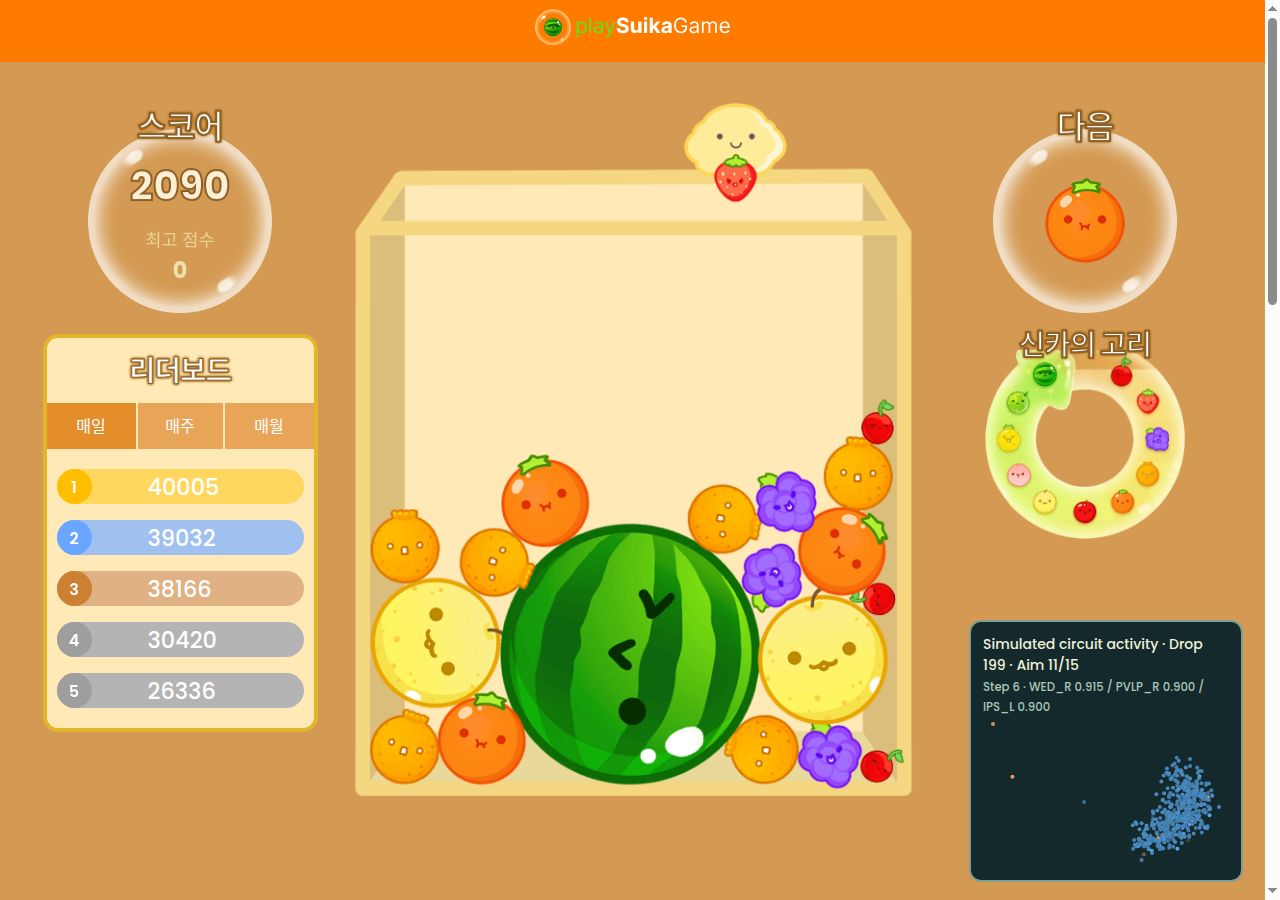 playSuikaGame
스코어
2090
최고 점수
0
다음
리더보드
매일 매주 매월
1 40005
2 39032
3 38166
4 30420
5 26336
신카의 고리
Simulated circuit activity · Drop
199 · Aim 11/15
Step 6 · WED_R 0.915 / PVLP_R 0.900 /
IPS_L 0.900